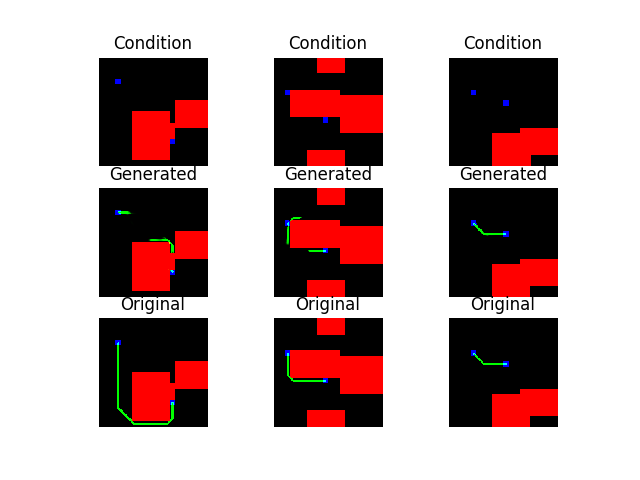 Condition Condition Condition
Generated Generated Generated
Original Original Original